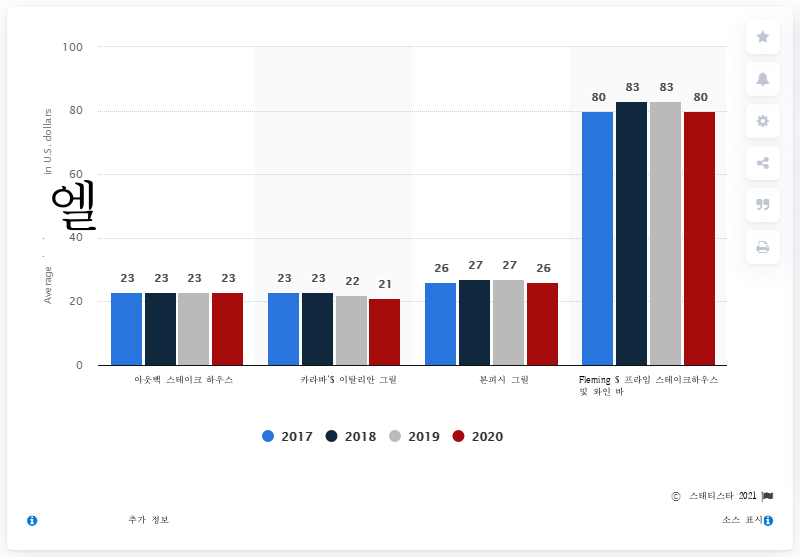 100
80
60
40
20
0
in U.S. dollars
엘
Average
23 23 23 23
23 23 22 21
26 27 27 26
80 83 83 80
아웃백 스테이크 하우스
카라바'S 이탈리안 그릴
본피시 그릴
Fleming S 프라임 스테이크하우스
및 와인 바
2017 2018 2019 2020
© 스태티스타 2021
추가 정보
소스 표시